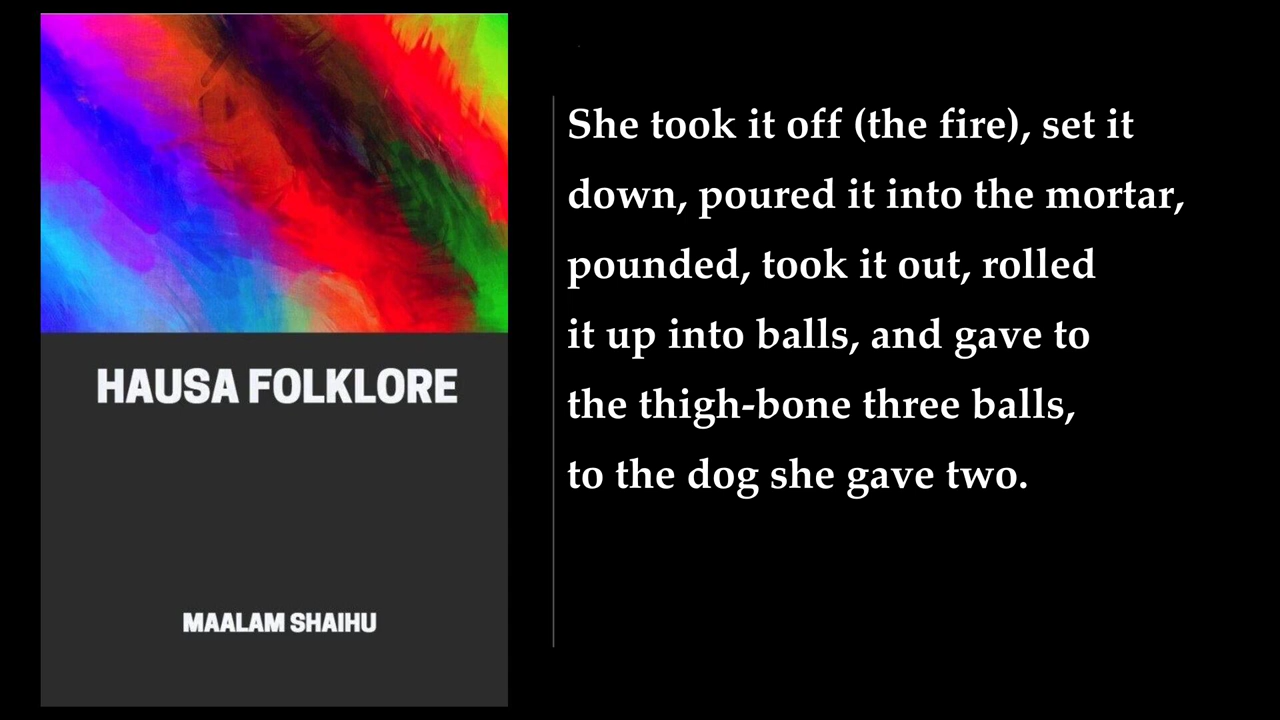 HAUSA FOLKLORE
MAALAM SHAIHU
She took it off (the fire), set it
down, poured it into the mortar,
pounded, took it out, rolled
it up into balls, and gave to
the thigh-bone three balls,
to the dog she gave two.